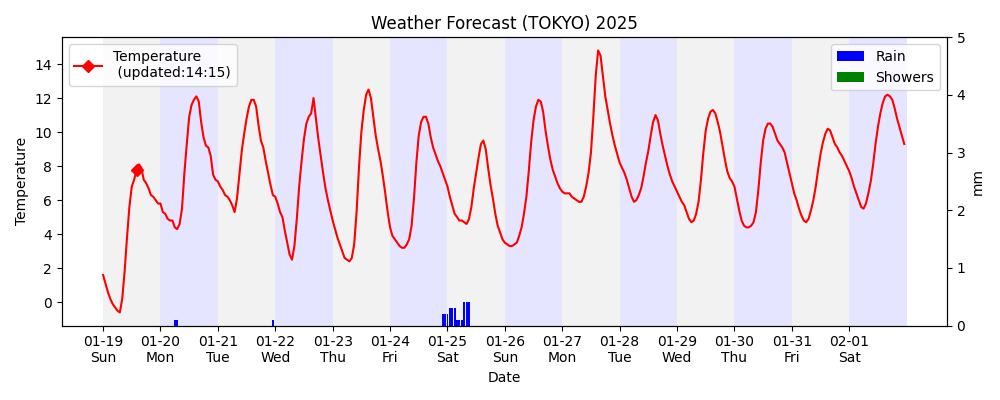 Weather Forecast (TOKYO) 2025
Temperature
(updated:14:15)
Rain
Showers
Temperature
14
12
10
8
6
4
2
0
5
4
3
2
1
0
mm
01-19 01-20 01-21 01-22 01-23 01-24 01-25 01-26 01-27 01-28 01-29 01-30 01-31 02-01
Sun Mon Tue Wed Thu Fri Sat Sun Mon Tue Wed Thu Fri Sat
Date